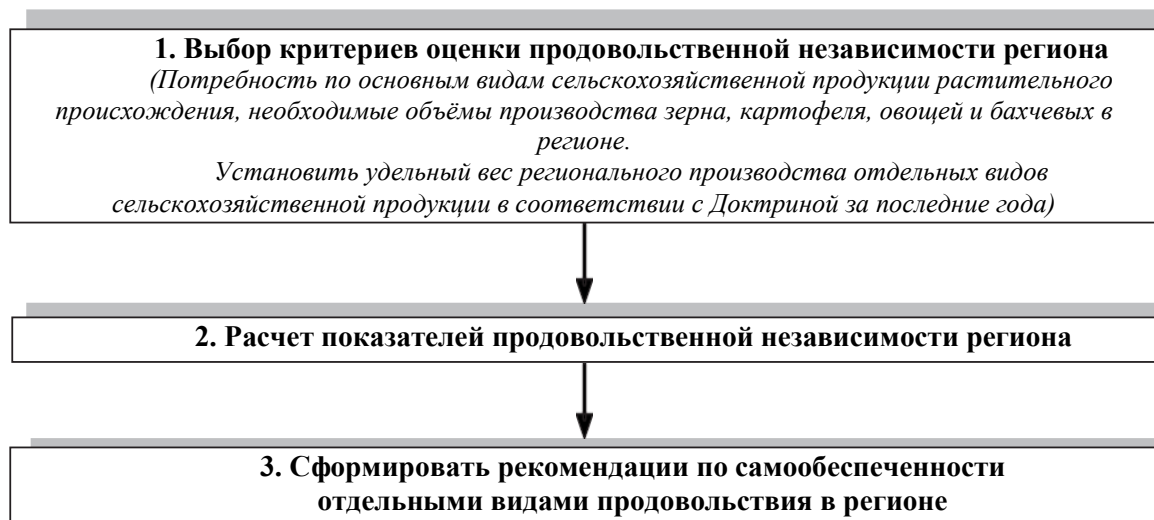 1. Выбор критериев оценки продовольственной независимости региона
(Потребность по основным видам сельскохозяйственной продукции растительного
происхождения, необходимые объёмы производства зерна, картофеля, овощей и бахчевых в
регионе.
Установить удельный вес регионального производства отдельных видов
сельскохозяйственной продукции в соответствии с Доктриной за последние года)
2. Расчет показателей продовольственной независимости региона
3. Сформировать рекомендации по самообеспеченности
отдельными видами продовольствия в регионе